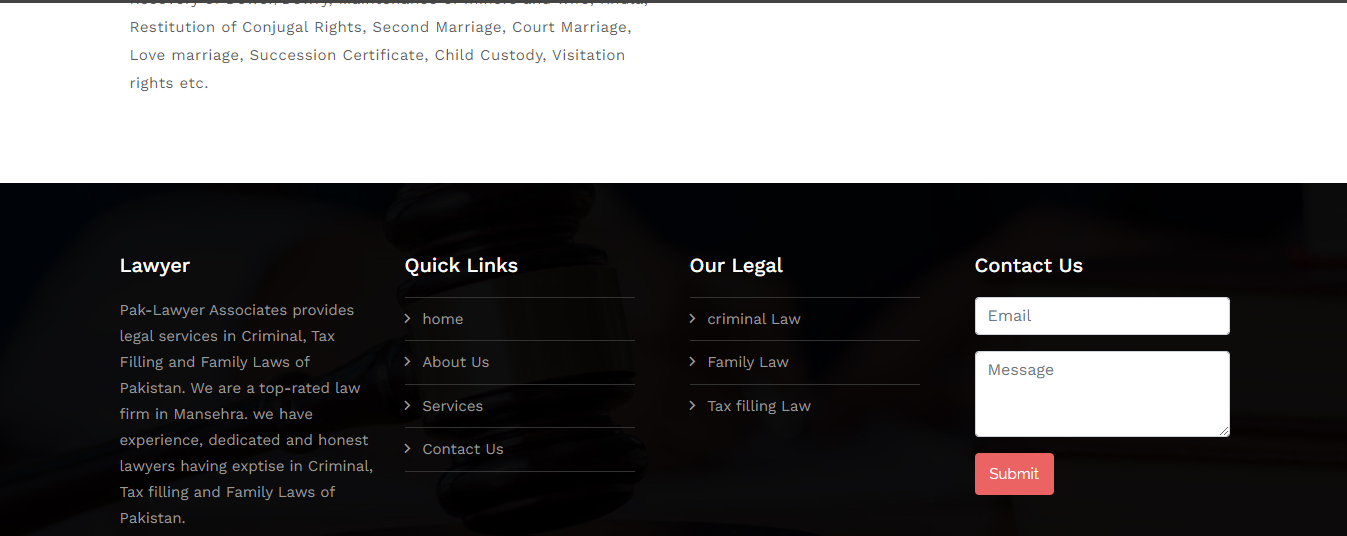 Restitution of Conjugal Rights, Second Marriage, Court Marriage,
Love marriage, Succession Certificate, Child Custody, Visitation
rights etc.
Lawyer
Pak-Lawyer Associates provides
legal services in Criminal, Tax
Filling and Family Laws of
Pakistan. We are a top-rated law
firm in Mansehra. we have
experience, dedicated and honest
lawyers having exptise in Criminal,
Tax filling and Family Laws of
Pakistan.
Quick Links
home
About Us
Services
Contact Us
Our Legal
criminal Law
Family Law
Tax filling Law
Contact Us
Email
Message
Submit